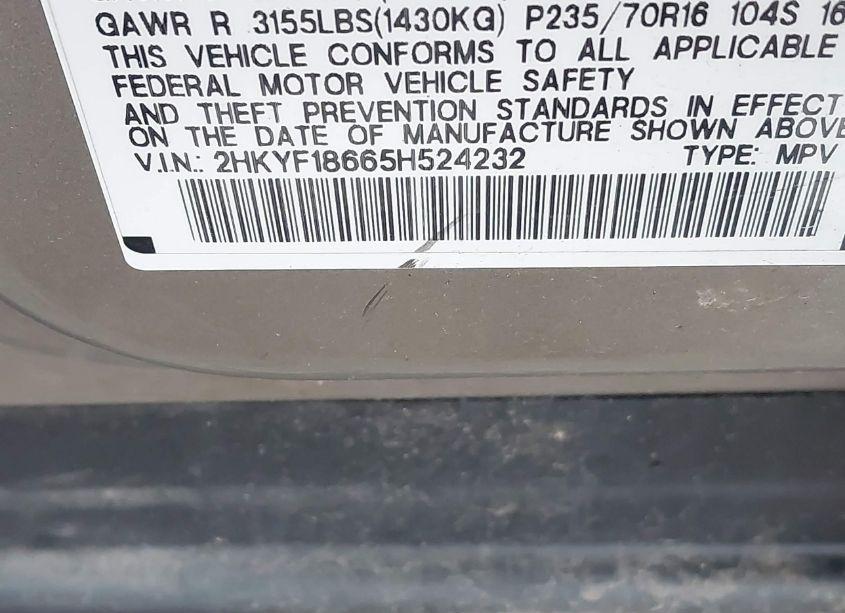 GAWR R 3155LBS(1430KG) P235/70R16 104S 16
THIS VEHICLE CONFORMS TO ALL APPLICABLE
FEDERAL MOTOR VEHICLE SAFETY
AND THEFT PREVENTION STANDARDS IN EFFECT
ON THE DATE OF MANUFACTURE SHOWN ABOVE
V.I.N.: 2HKYF18665H524232 TYPE: MPV